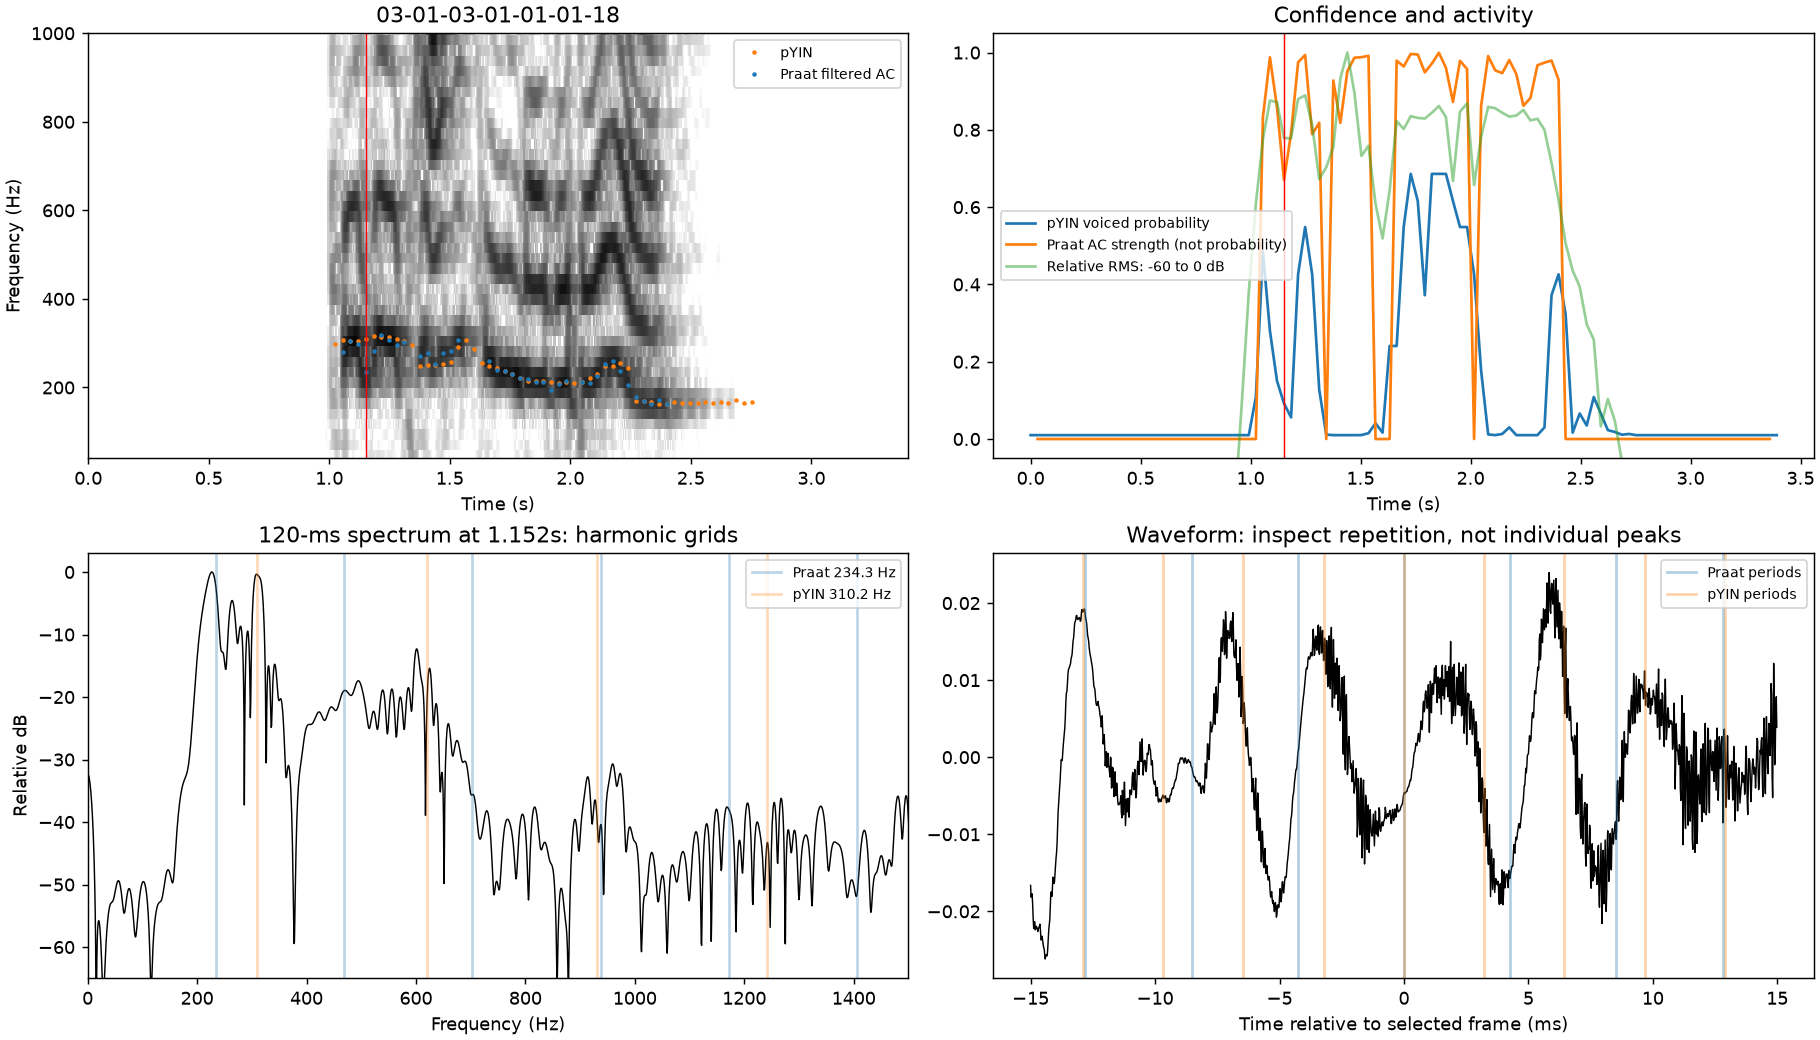 03-01-03-01-01-01-18
1000
800
600
400
200
Frequency (Hz)
0.0 0.5 1.0 1.5 2.0 2.5 3.0
Time (s)
pYIN
Praat filtered AC
Confidence and activity
1.0
0.8
0.6
0.4
0.2
0.0
pYIN voiced probability
Praat AC strength (not probability)
Relative RMS: -60 to 0 dB
0.0 0.5 1.0 1.5 2.0 2.5 3.0 3.5
Time (s)
120-ms spectrum at 1.152s: harmonic grids
0
−10
−20
−30
−40
−50
−60
Relative dB
Praat 234.3 Hz
pYIN 310.2 Hz
0 200 400 600 800 1000 1200 1400
Frequency (Hz)
Waveform: inspect repetition, not individual peaks
0.02
0.01
0.00
−0.01
−0.02
Praat periods
pYIN periods
−15 −10 −5 0 5 10 15
Time relative to selected frame (ms)